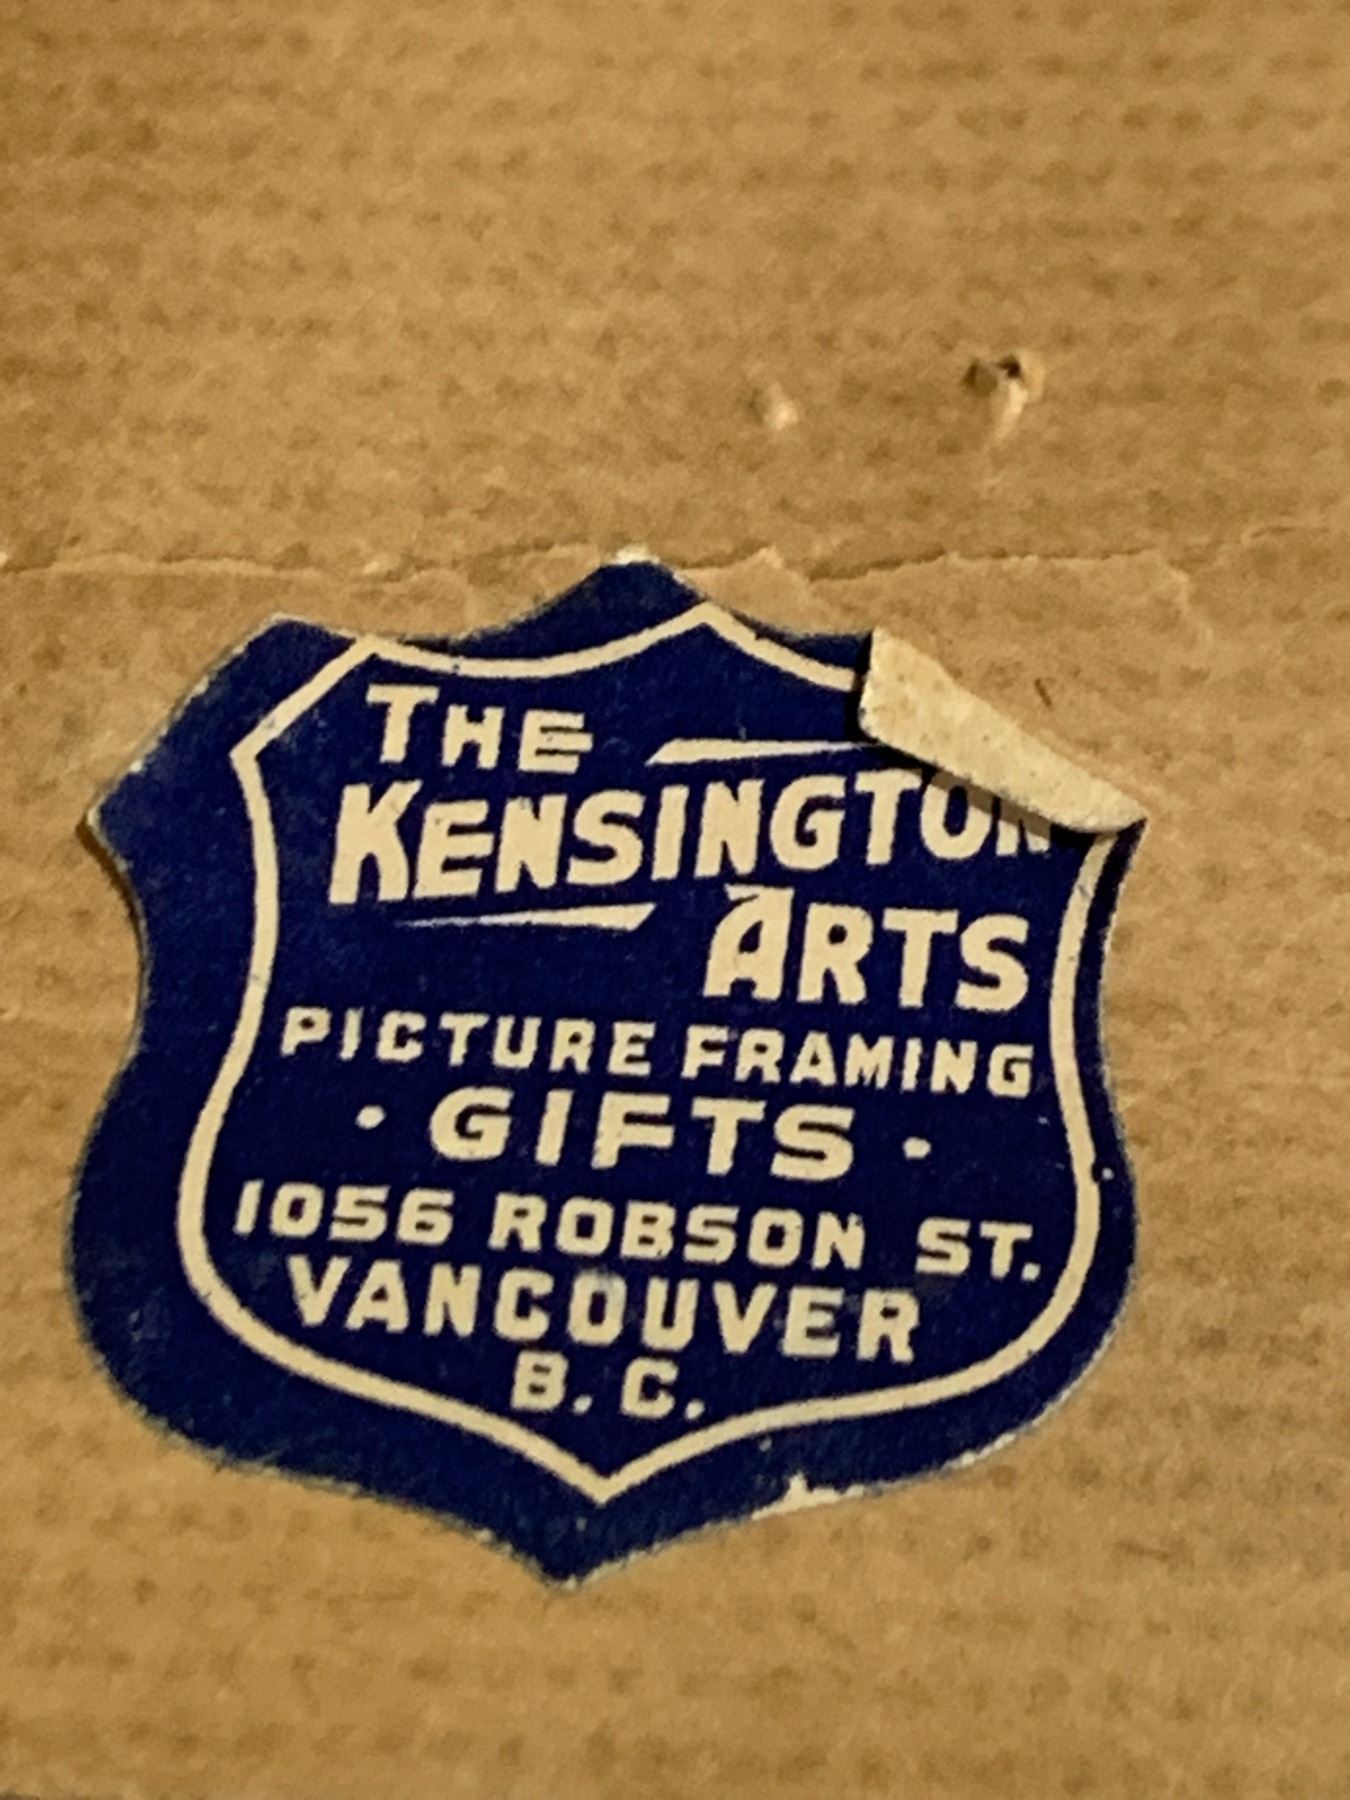 THE
KENSINGTON
ARTS
PICTURE FRAMING
• GIFTS •
1056 ROBSON ST.
VANCOUVER
B. C.